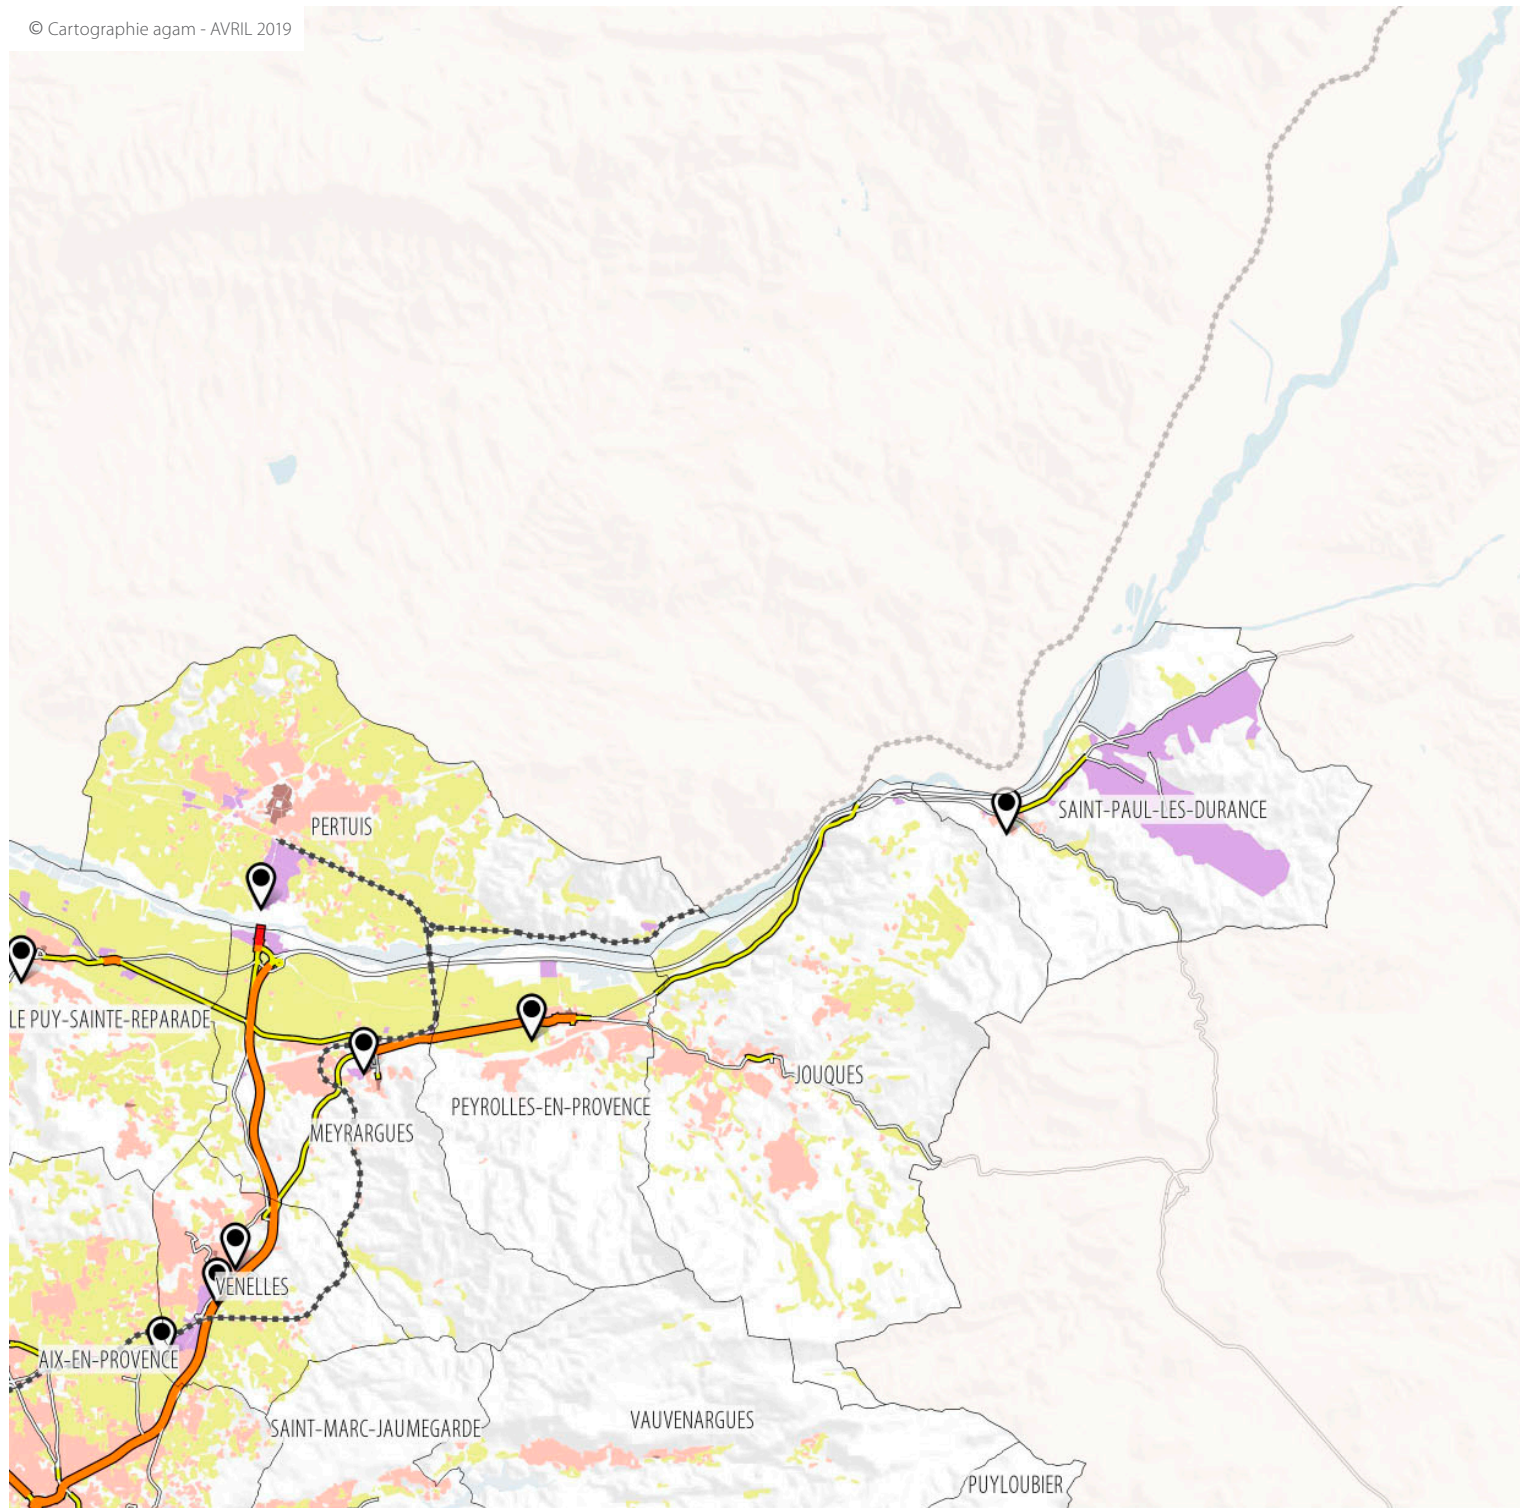 © Cartographie agam - AVRIL 2019
PERTUIS
SAINT-PAUL-LES-DURANCE
LE PUY-SAINTE-REPARADE
JOUQUES
PEYROLLES-EN-PROVENCE
MEYRARGUES
VENELLES
AIX-EN-PROVENCE
SAINT-MARC-JAUMEGARDE
VAUVENARGUES
PUYLOUBIER